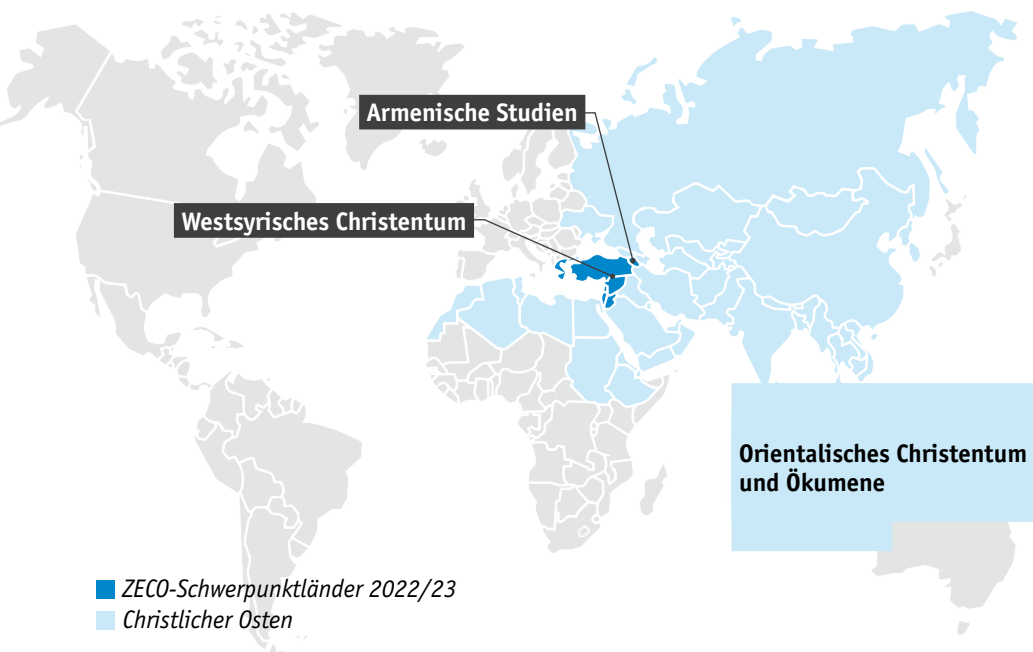 Armenische Studien
Westsyrisches Christentum
Orientalisches Christentum
und Ökumene
ZECO-Schwerpunktländer 2022/23
Christlicher Osten